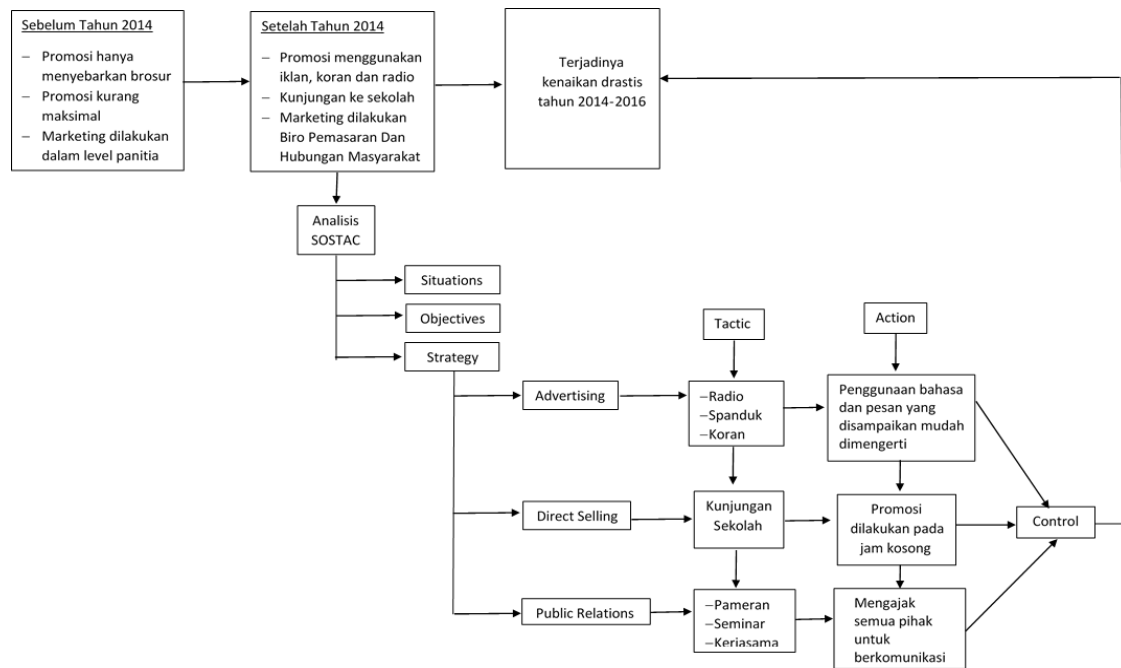 Sebelum Tahun 2014
– Promosi hanya
menyebarkan brosur
– Promosi kurang
maksimal
– Marketing dilakukan
dalam level panitia
Setelah Tahun 2014
– Promosi menggunakan
iklan, koran dan radio
– Kunjungan ke sekolah
– Marketing dilakukan
Biro Pemasaran Dan
Hubungan Masyarakat
Terjadinya
kenaikan drastis
tahun 2014-2016
Analisis
SOSTAC
Situations
Objectives
Strategy
Tactic
Action
Advertising
–Radio
–Spanduk
–Koran
Penggunaan bahasa
dan pesan yang
disampaikan mudah
dimengerti
Direct Selling
Kunjungan
Sekolah
Promosi
dilakukan pada
jam kosong
Control
Public Relations
–Pameran
–Seminar
–Kerjasama
Mengajak
semua pihak
untuk
berkomunikasi